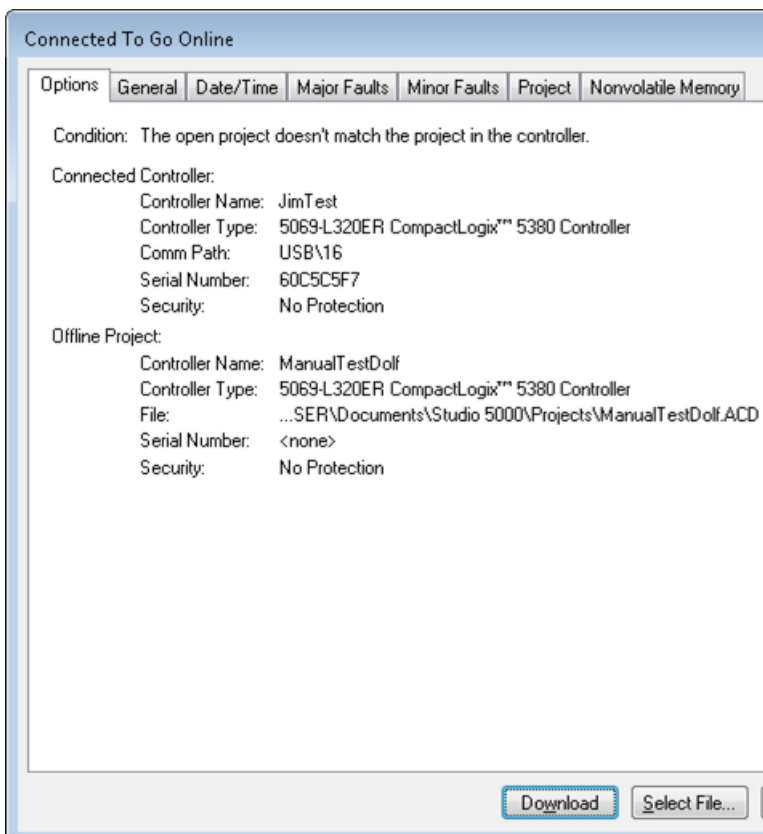 Connected To Go Online
Options General Date/Time Major Faults Minor Faults Project Nonvolatile Memory
Condition: The open project doesn't match the project in the controller.
Connected Controller:
Controller Name: JimTest
Controller Type: 5069-L320ER CompactLogix™ 5380 Controller
Comm Path: USB\16
Serial Number: 60C5C5F7
Security: No Protection
Offline Project:
Controller Name: ManualTestDolf
Controller Type: 5069-L320ER CompactLogix™ 5380 Controller
File: ...SER\Documents\Studio 5000\Projects\ManualTestDolf.ACD
Serial Number: <none>
Security: No Protection
Download Select File...